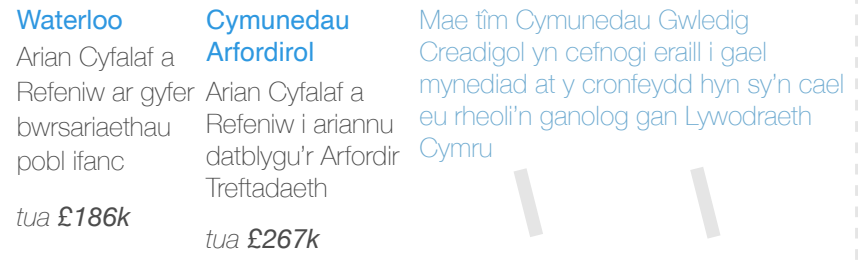 Waterloo
Arian Cyfalaf a
Refeniw ar gyfer
bwrsariaethau
pobl ifanc
tua £186k
Cymunedau
Arfordirol
Arian Cyfalaf a
Refeniw i ariannu
datblygu'r Arfordir
Treftadaeth
tua £267k
Mae tîm Cymunedau Gwledig
Creadigol yn cefnogi eraill i gael
mynediad at y cronfeydd hyn sy'n cael
eu rheoli'n ganolog gan Lywodraeth
Cymru